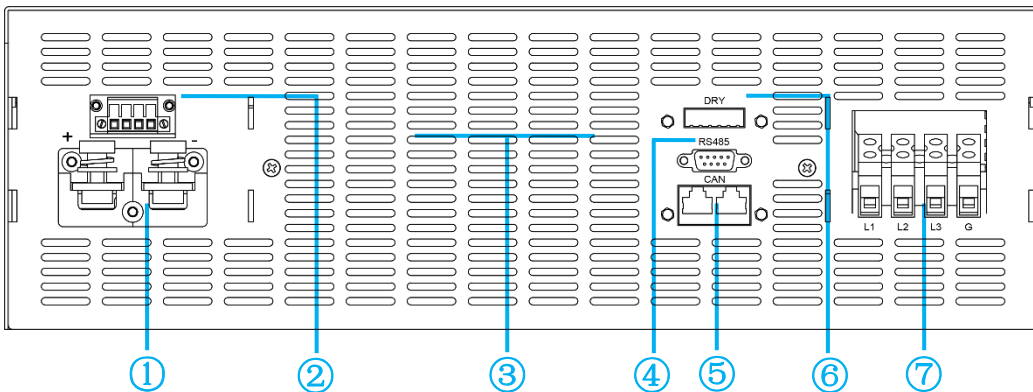 DRY
+ -
RS485
CAN
L1 L2 L3 G
① ② ③ ④ ⑤ ⑥ ⑦